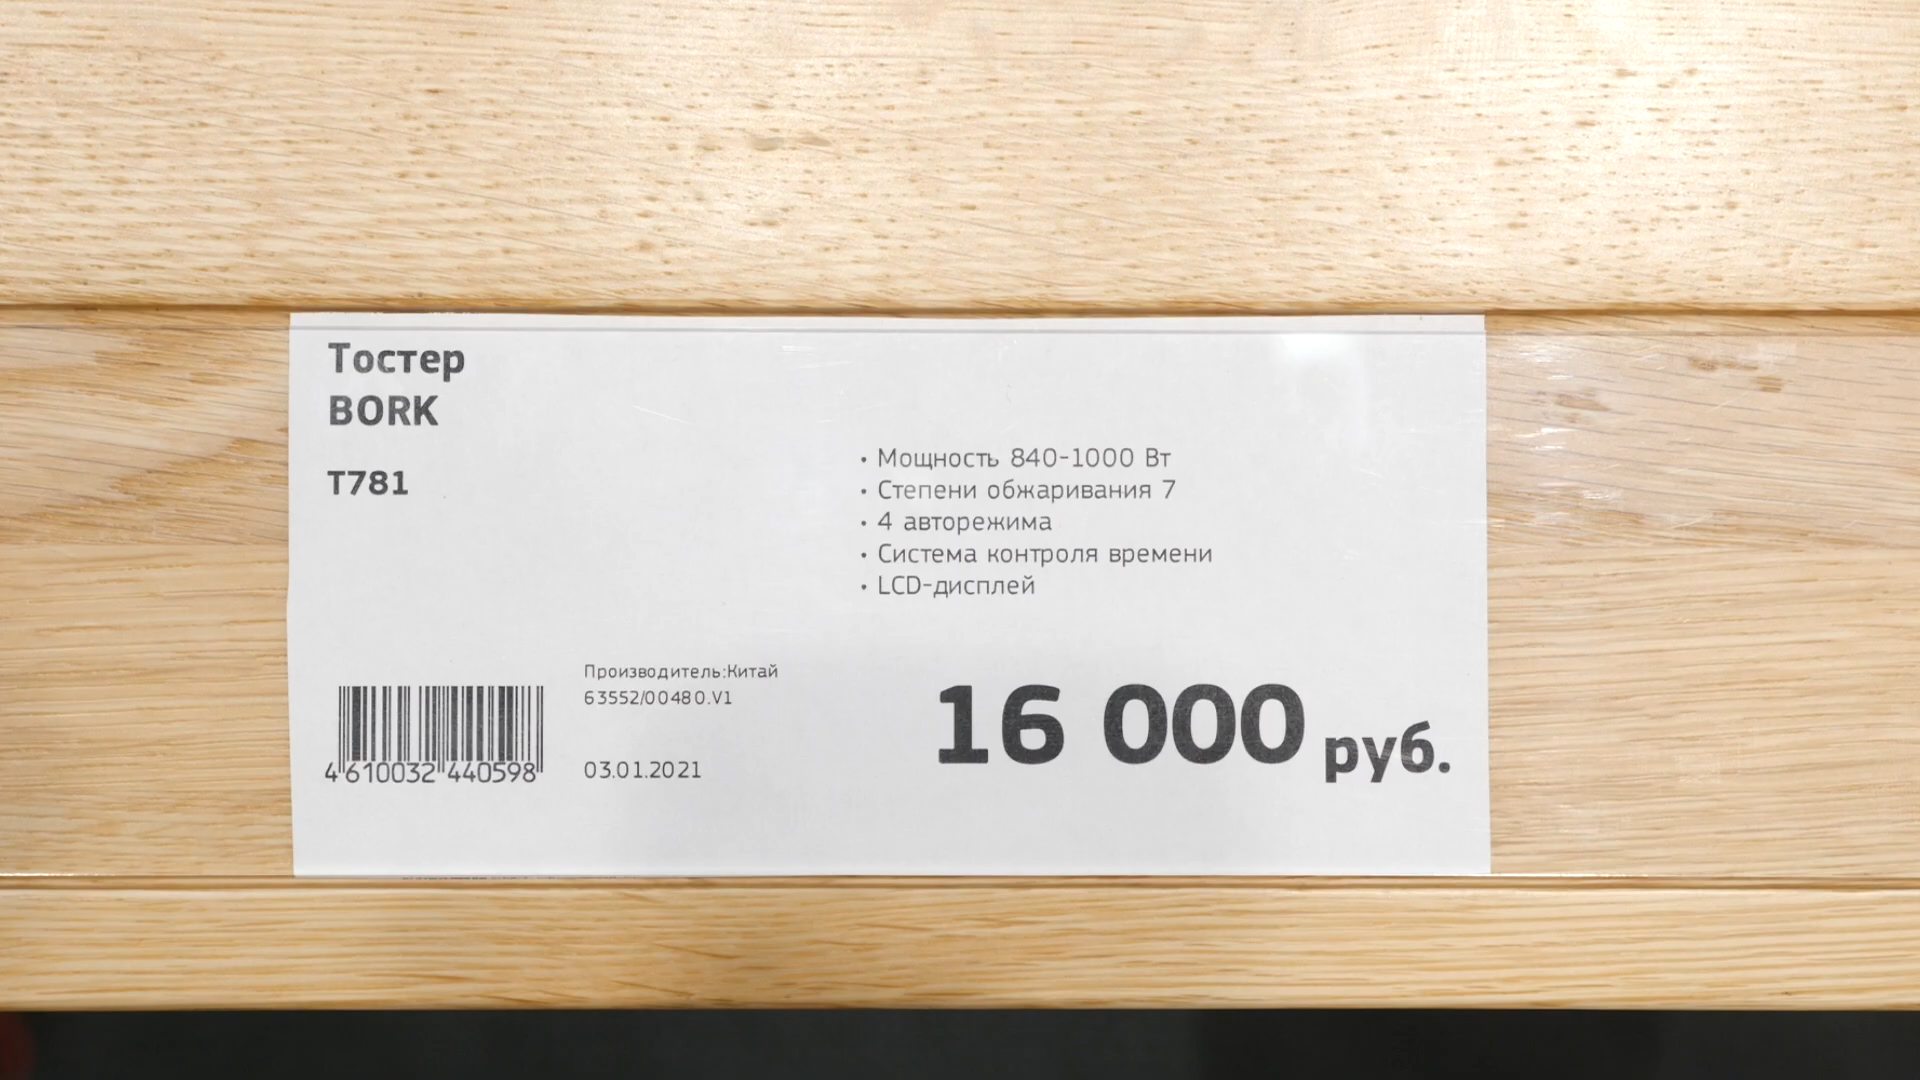 Тостер
BORK
T781
• Мощность 840-1000 Вт
• Степени обжаривания 7
• 4 авторежима
• Система контроля времени
• LCD-дисплей
Производитель:Китай
63552/00480.V1
03.01.2021
4 610032 440598
16 000 руб.